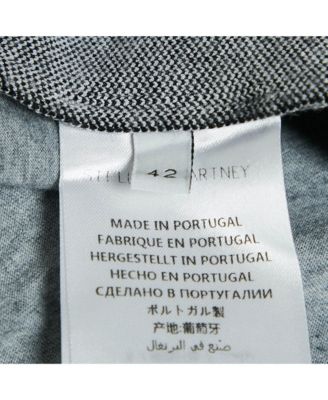 42
STELL ARTNEY
MADE IN PORTUGAL
FABRIQUE EN PORTUGAL
HERGESTELLT IN PORTUGAL
HECHO EN PORTUGAL
СДЕЛАНО В ПОРТУГАЛИИ
ポルトガル製
产地:葡萄牙
صنع في البرتغال